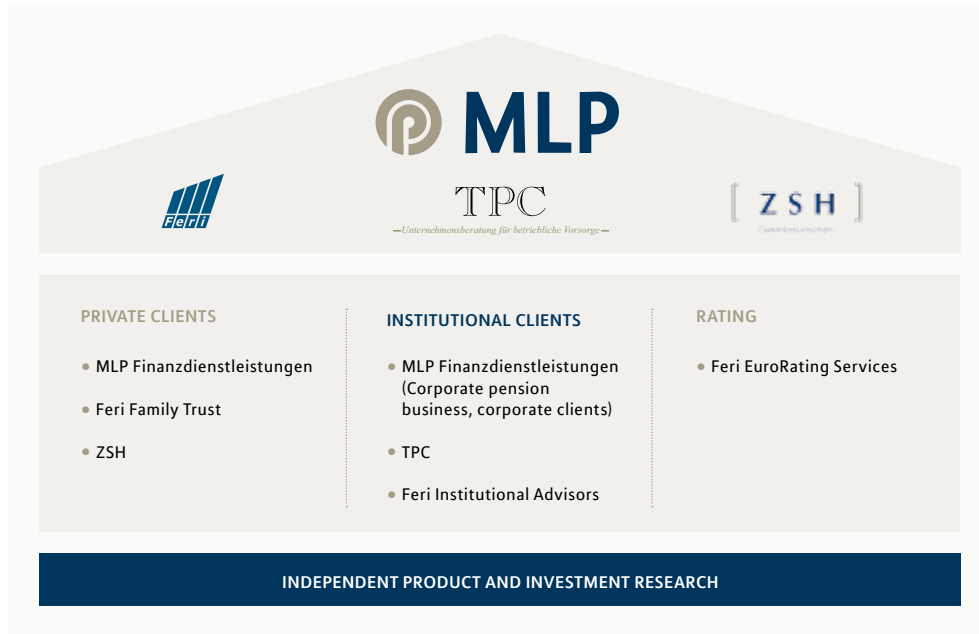 MLP
Feri
TPC
Unternehmensberatung für betriebliche Vorsorge
[ZSH]
PRIVATE CLIENTS
• MLP Finanzdienstleistungen
• Feri Family Trust
• ZSH
INSTITUTIONAL CLIENTS
• MLP Finanzdienstleistungen
(Corporate pension
business, corporate clients)
• TPC
• Feri Institutional Advisors
RATING
• Feri EuroRating Services
INDEPENDENT PRODUCT AND INVESTMENT RESEARCH